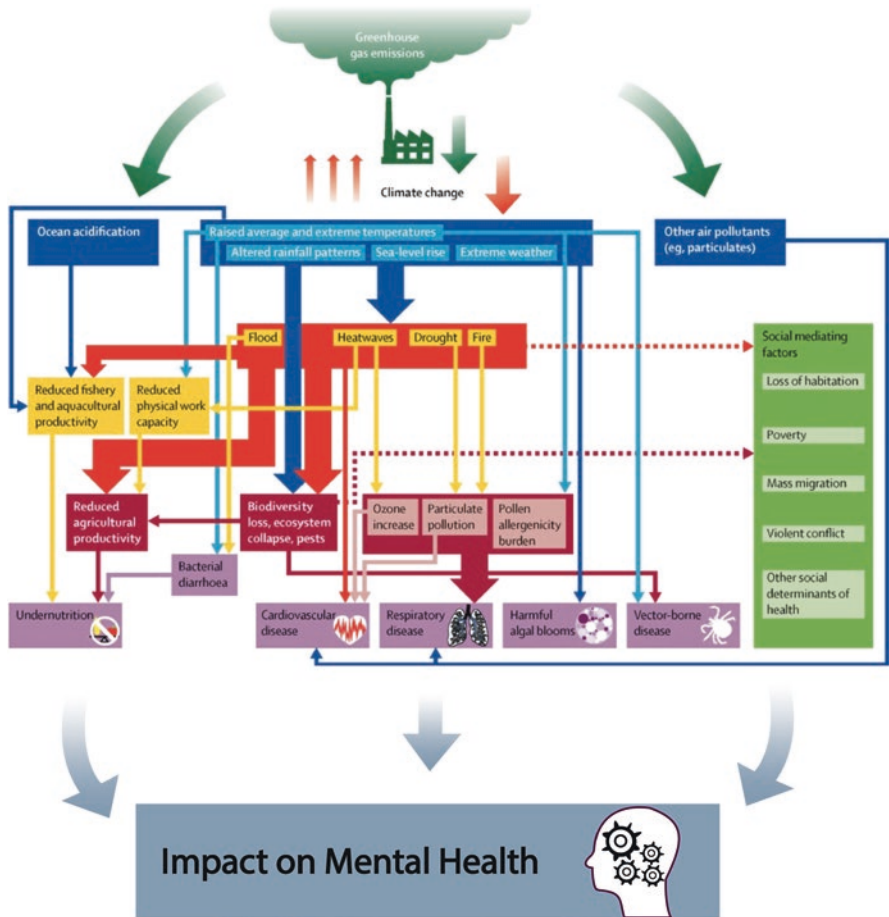 Greenhouse
gas emissions
Climate change
Ocean acidification
Raised average and extreme temperatures
Altered rainfall patterns
Sea-level rise
Extreme weather
Other air pollutants
(eg, particulates)
Flood
Heatwaves
Drought
Fire
Social mediating
factors
Loss of habitation
Poverty
Mass migration
Violent conflict
Other social
determinants of
health
Reduced fishery
and aquacultural
productivity
Reduced
physical work
capacity
Reduced
agricultural
productivity
Biodiversity
loss, ecosystem
collapse, pests
Ozone
increase
Particulate
pollution
Pollen
allergenicity
burden
Bacterial
diarrhoea
Undernutrition
Cardiovascular
disease
Respiratory
disease
Harmful
algal blooms
Vector-borne
disease
Impact on Mental Health